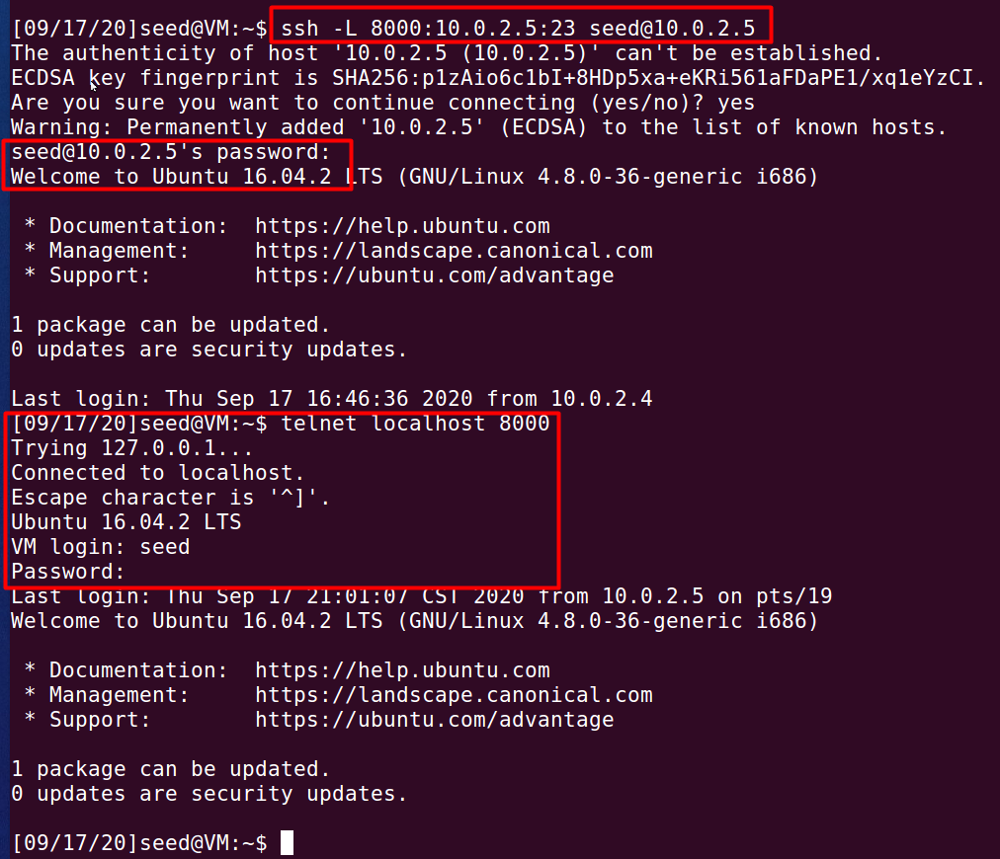 [09/17/20]seed@VM:~$ ssh -L 8000:10.0.2.5:23 seed@10.0.2.5
The authenticity of host '10.0.2.5 (10.0.2.5)' can't be established.
ECDSA key fingerprint is SHA256:p1zAio6c1bI+8HDp5xa+eKRi561aFDaPE1/xq1eYzCI.
Are you sure you want to continue connecting (yes/no)? yes
Warning: Permanently added '10.0.2.5' (ECDSA) to the list of known hosts.
seed@10.0.2.5's password:
Welcome to Ubuntu 16.04.2 LTS (GNU/Linux 4.8.0-36-generic i686)
* Documentation:  https://help.ubuntu.com
* Management:     https://landscape.canonical.com
* Support:        https://ubuntu.com/advantage
1 package can be updated.
0 updates are security updates.
Last login: Thu Sep 17 16:46:36 2020 from 10.0.2.4
[09/17/20]seed@VM:~$ telnet localhost 8000
Trying 127.0.0.1...
Connected to localhost.
Escape character is '^]'.
Ubuntu 16.04.2 LTS
VM login: seed
Password:
Last login: Thu Sep 17 21:01:07 CST 2020 from 10.0.2.5 on pts/19
Welcome to Ubuntu 16.04.2 LTS (GNU/Linux 4.8.0-36-generic i686)
* Documentation:  https://help.ubuntu.com
* Management:     https://landscape.canonical.com
* Support:        https://ubuntu.com/advantage
1 package can be updated.
0 updates are security updates.
[09/17/20]seed@VM:~$